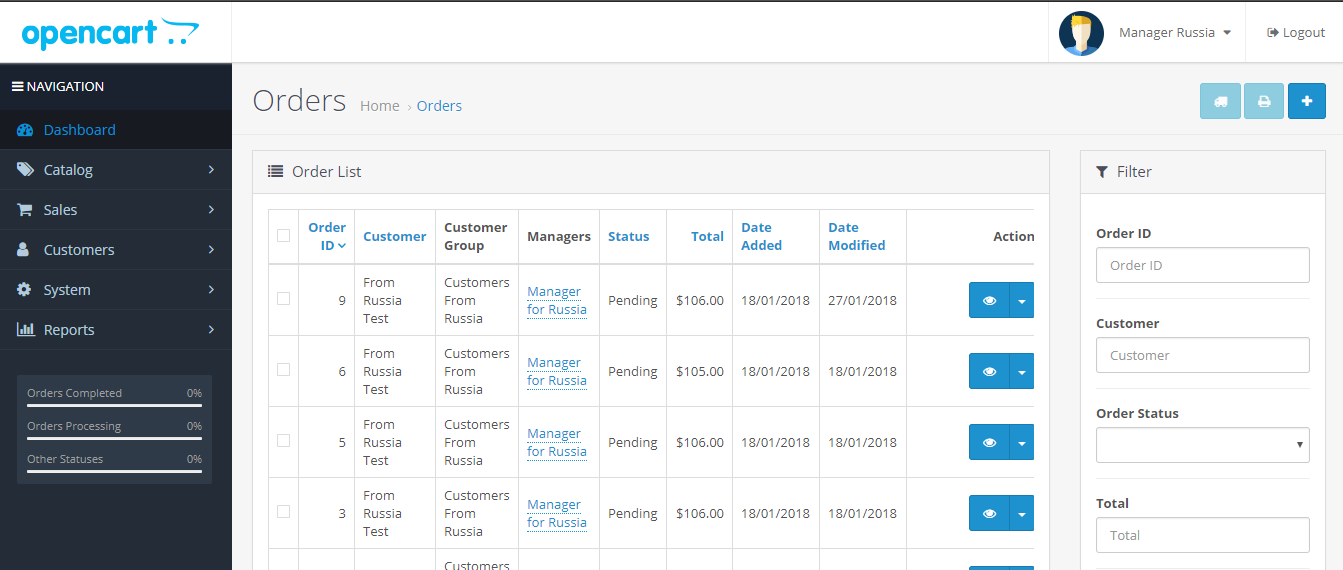 opencart
Manager Russia
Logout
NAVIGATION
Dashboard
Catalog
Sales
Customers
System
Reports
Orders Completed 0%
Orders Processing 0%
Other Statuses 0%
Orders
Home › Orders
Order List
Order
ID
Customer
Customer
Group
Managers
Status
Total
Date
Added
Date
Modified
Action
9
From
Russia
Test
Customers
From
Russia
Manager
for Russia
Pending
$106.00
18/01/2018
27/01/2018
6
From
Russia
Test
Customers
From
Russia
Manager
for Russia
Pending
$105.00
18/01/2018
18/01/2018
5
From
Russia
Test
Customers
From
Russia
Manager
for Russia
Pending
$106.00
18/01/2018
18/01/2018
3
From
Russia
Test
Customers
From
Russia
Manager
for Russia
Pending
$106.00
18/01/2018
18/01/2018
Customers
Filter
Order ID
Order ID
Customer
Customer
Order Status
Total
Total